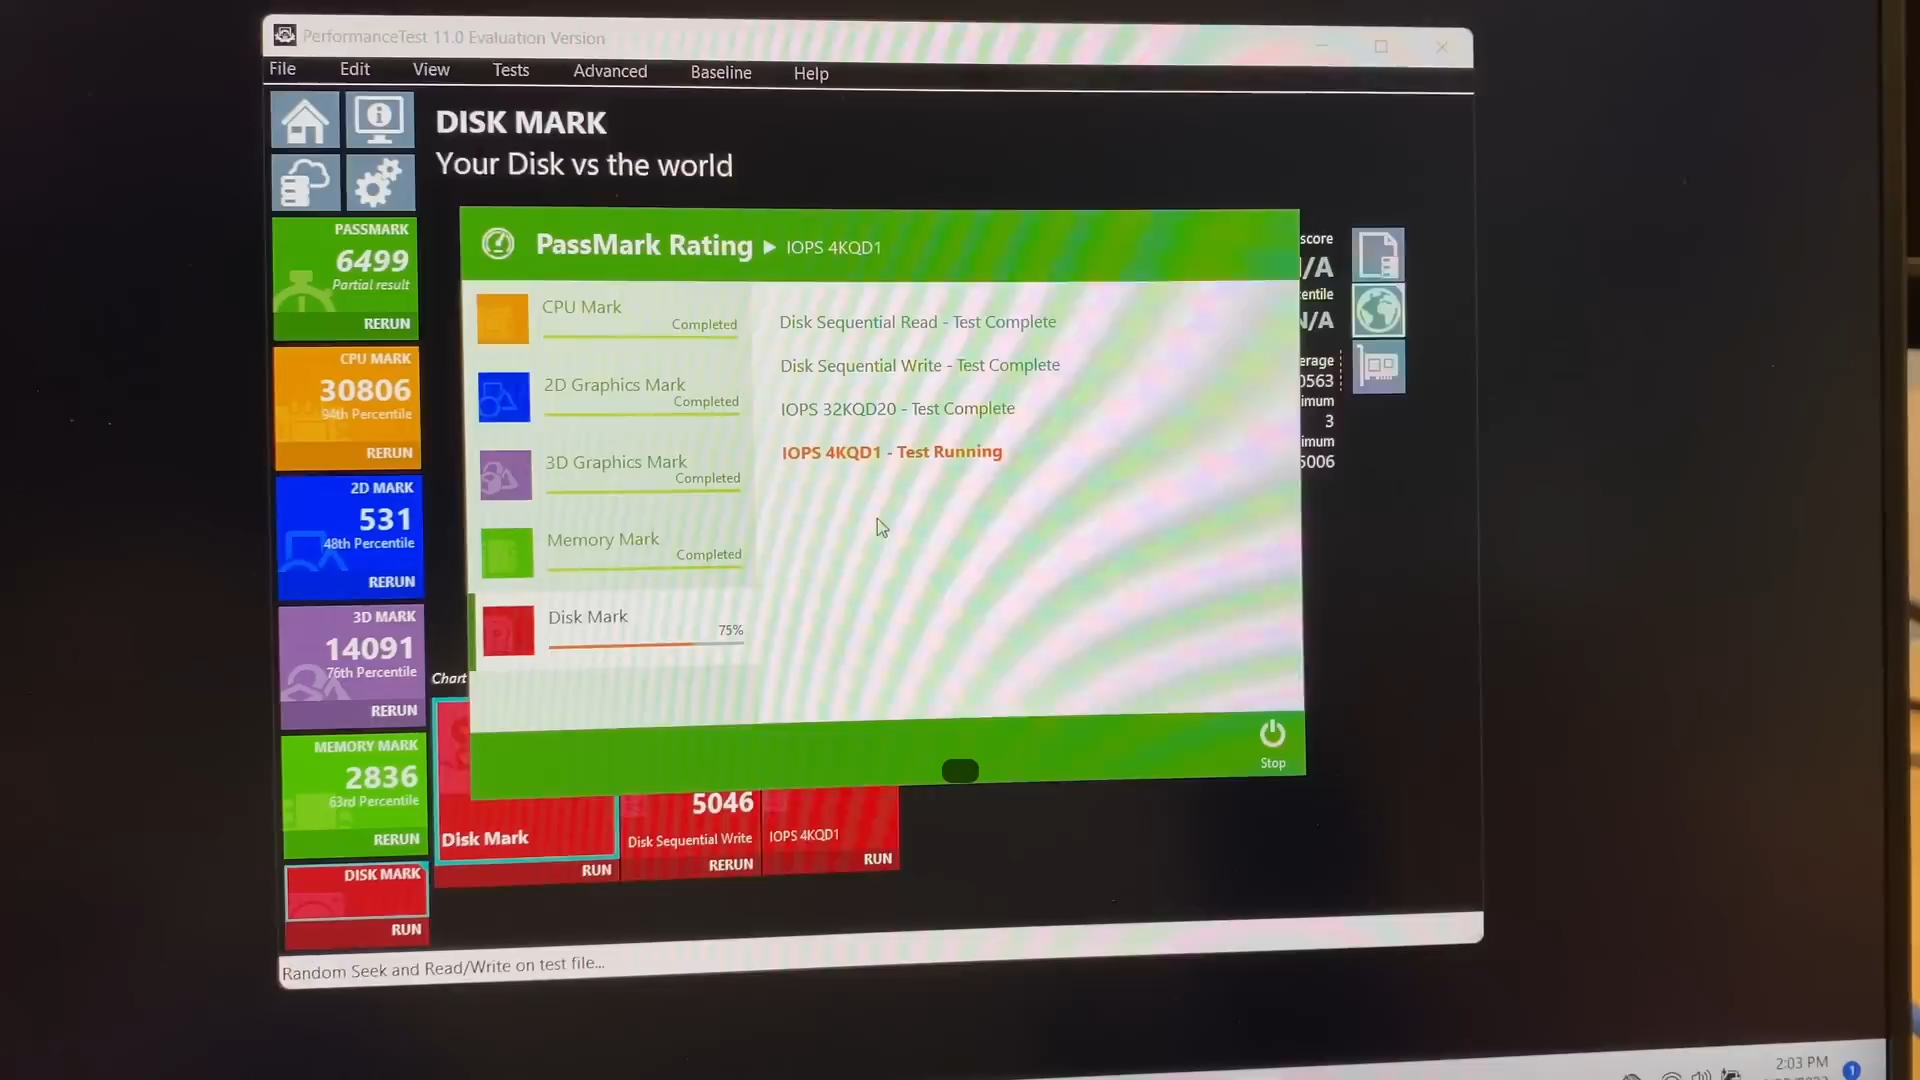 PerformanceTest 11.0 Evaluation Version
File Edit View Tests Advanced Baseline Help
DISK MARK
Your Disk vs the world
PASSMARK
6499
Partial result
RERUN
CPU MARK
30806
94th Percentile
RERUN
2D MARK
531
48th Percentile
RERUN
3D MARK
14091
76th Percentile
RERUN
MEMORY MARK
2836
63rd Percentile
RERUN
DISK MARK
RUN
PassMark Rating ▶ IOPS 4KQD1
CPU Mark
Completed
2D Graphics Mark
Completed
3D Graphics Mark
Completed
Memory Mark
Completed
Disk Mark
75%
Disk Sequential Read - Test Complete
Disk Sequential Write - Test Complete
IOPS 32KQD20 - Test Complete
IOPS 4KQD1 - Test Running
Stop
score
/A
entile
N/A
erage
0563
imum
3
imum
5006
Chart
Disk Mark
RUN
5046
Disk Sequential Write
RERUN
IOPS 4KQD1
RUN
Random Seek and Read/Write on test file...
2:03 PM
1